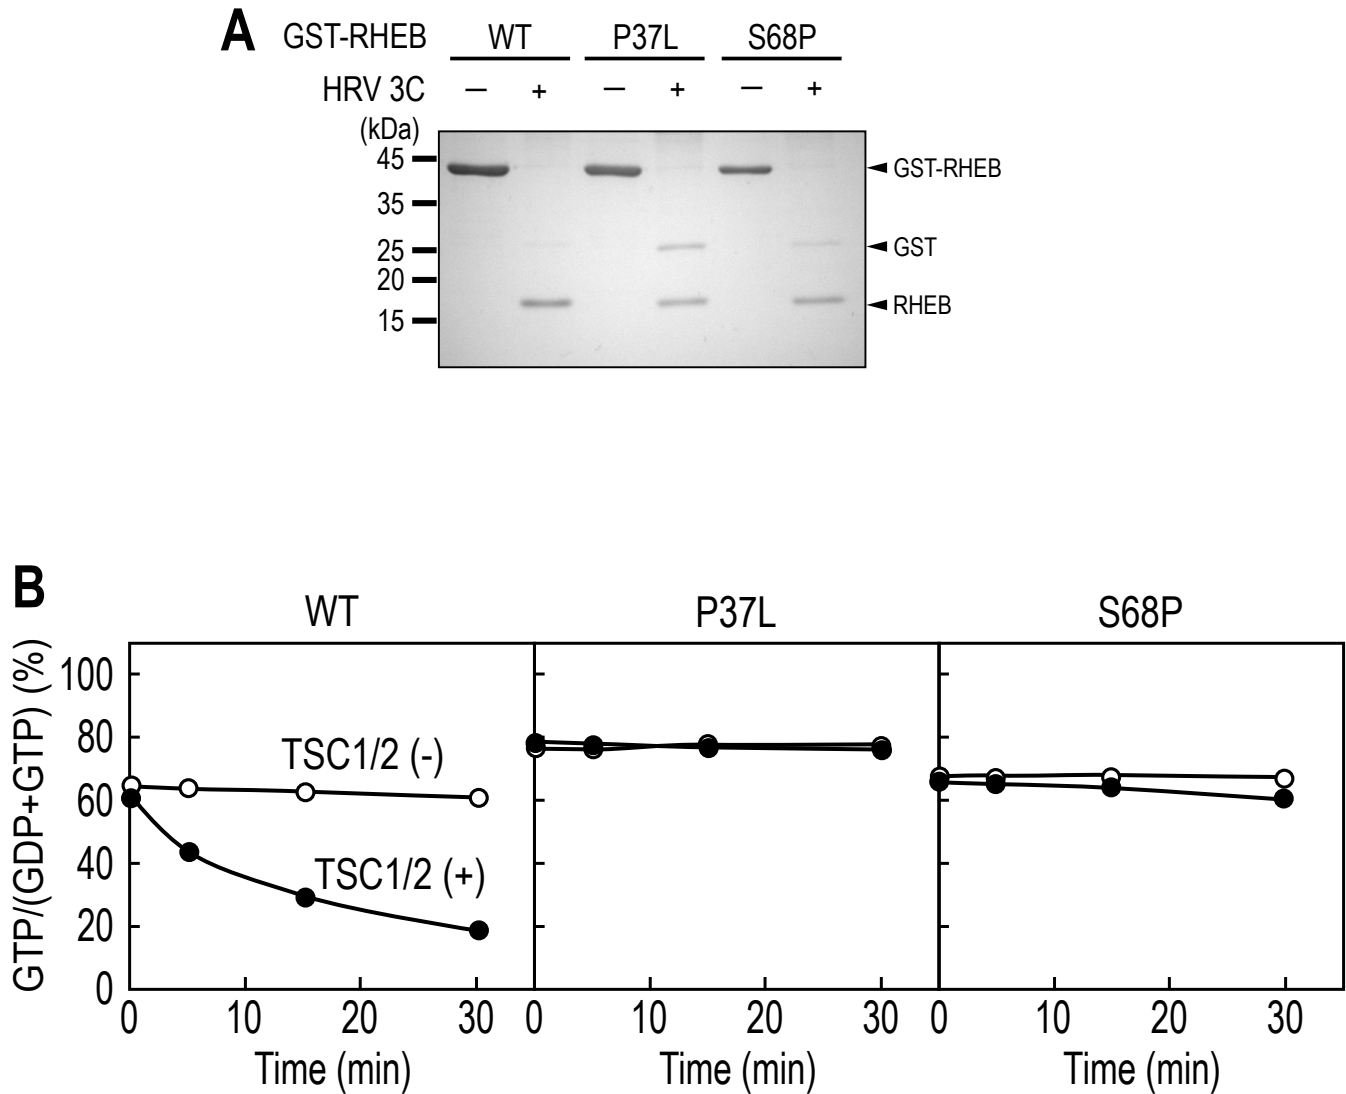 A
GST-RHEB WT P37L S68P
HRV 3C — + — + — +
(kDa)
45 GST-RHEB
35
25 GST
20
15 RHEB
B
WT P37L S68P
GTP/(GDP+GTP) (%)
100
80
TSC1/2 (-)
60
40
TSC1/2 (+)
20
0
0 10 20 30 0 10 20 30 0 10 20 30
Time (min) Time (min) Time (min)